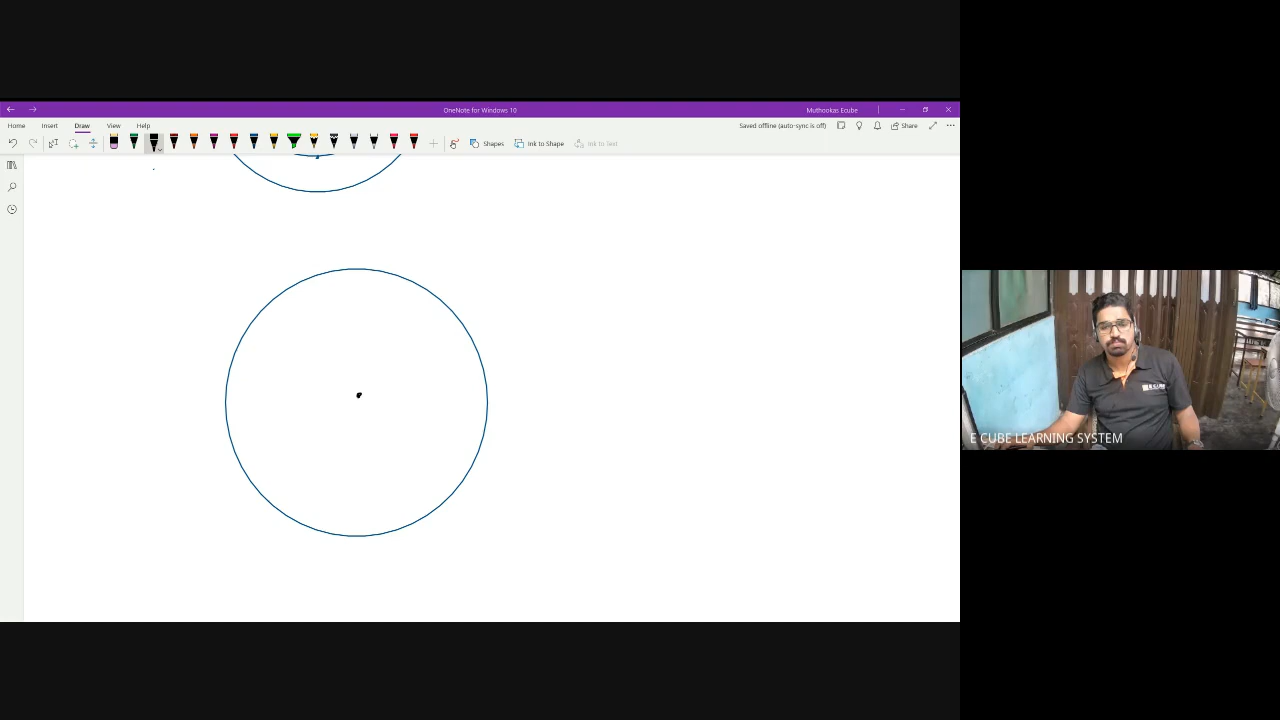 OneNote for Windows 10
Muthookas Ecube
Home Insert Draw View Help
Saved offline (auto-sync is off)
Share
Shapes
Ink to Shape
Ink to Text
E CUBE
E CUBE LEARNING SYSTEM